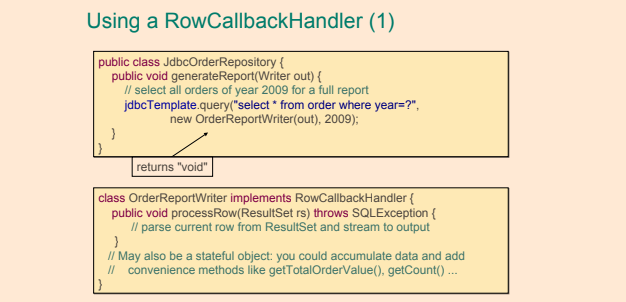 Using a RowCallbackHandler (1)
public class JdbcOrderRepository {
public void generateReport(Writer out) {
// select all orders of year 2009 for a full report
jdbcTemplate.query("select * from order where year=?",
new OrderReportWriter(out), 2009);
}
}
returns "void"
class OrderReportWriter implements RowCallbackHandler {
public void processRow(ResultSet rs) throws SQLException {
// parse current row from ResultSet and stream to output
}
// May also be a stateful object: you could accumulate data and add
// convenience methods like getTotalOrderValue(), getCount() ...
}